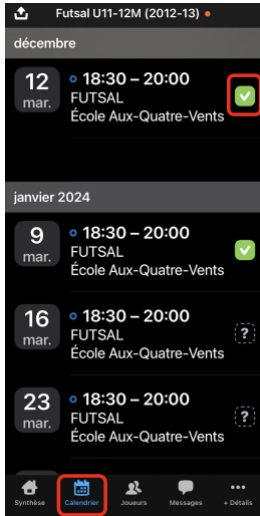 Futsal U11-12M (2012-13)
décembre
12 18:30 – 20:00
mar. FUTSAL
École Aux-Quatre-Vents
janvier 2024
9 18:30 – 20:00
mar. FUTSAL
École Aux-Quatre-Vents
16 18:30 – 20:00
mar. FUTSAL
École Aux-Quatre-Vents
?
23 18:30 – 20:00
mar. FUTSAL
École Aux-Quatre-Vents
?
Synthèse Calendrier Joueurs Messages + Détails